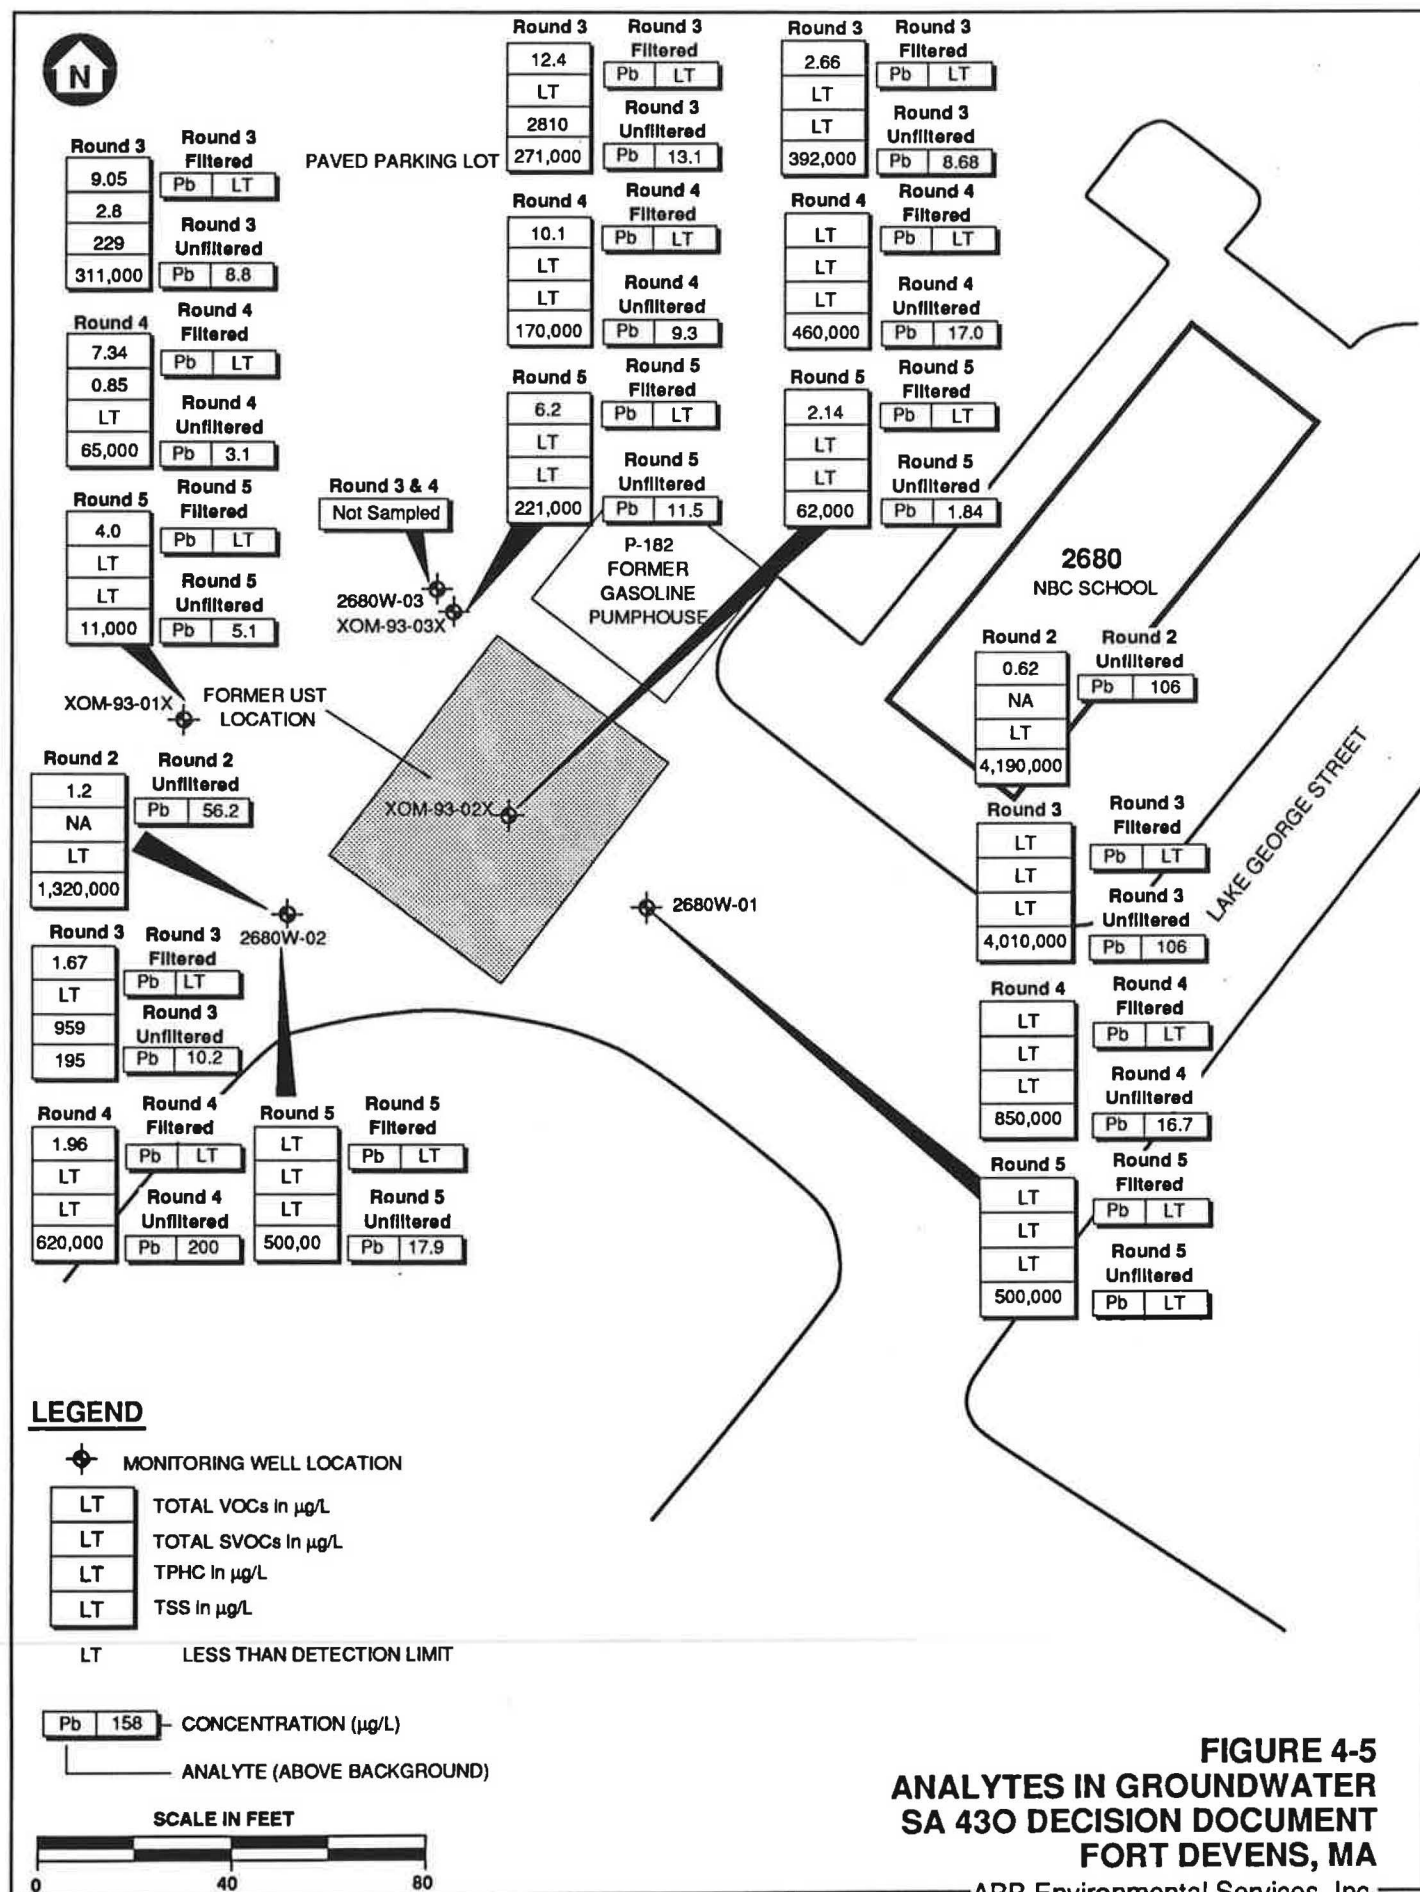 N
Round 3
9.05
2.8
229
311,000
Round 3
Filtered
Pb LT
Round 3
Unfiltered
Pb 8.8
Round 4
7.34
0.85
LT
65,000
Round 4
Filtered
Pb LT
Round 4
Unfiltered
Pb 3.1
Round 5
4.0
LT
LT
11,000
Round 5
Filtered
Pb LT
Round 5
Unfiltered
Pb 5.1
XOM-93-01X
PAVED PARKING LOT
Round 3
12.4
LT
2810
271,000
Round 3
Filtered
Pb LT
Round 3
Unfiltered
Pb 13.1
Round 4
10.1
LT
LT
170,000
Round 4
Filtered
Pb LT
Round 4
Unfiltered
Pb 9.3
Round 5
6.2
LT
LT
221,000
Round 5
Filtered
Pb LT
Round 5
Unfiltered
Pb 11.5
Round 3
2.66
LT
LT
392,000
Round 3
Filtered
Pb LT
Round 3
Unfiltered
Pb 8.68
Round 4
LT
LT
LT
460,000
Round 4
Filtered
Pb LT
Round 4
Unfiltered
Pb 17.0
Round 5
2.14
LT
LT
62,000
Round 5
Filtered
Pb LT
Round 5
Unfiltered
Pb 1.84
Round 3 & 4
Not Sampled
2680W-03
XOM-93-03X
P-182
FORMER
GASOLINE
PUMPHOUSE
2680
NBC SCHOOL
FORMER UST
LOCATION
XOM-93-02X
2680W-01
LAKE GEORGE STREET
Round 2
1.2
NA
LT
1,320,000
Round 2
Unfiltered
Pb 56.2
2680W-02
Round 3
1.67
LT
959
195
Round 3
Filtered
Pb LT
Round 3
Unfiltered
Pb 10.2
Round 4
1.96
LT
LT
620,000
Round 4
Filtered
Pb LT
Round 4
Unfiltered
Pb 200
Round 5
LT
LT
LT
500,00
Round 5
Filtered
Pb LT
Round 5
Unfiltered
Pb 17.9
Round 2
0.62
NA
LT
4,190,000
Round 2
Unfiltered
Pb 106
Round 3
LT
LT
LT
4,010,000
Round 3
Filtered
Pb LT
Round 3
Unfiltered
Pb 106
Round 4
LT
LT
LT
850,000
Round 4
Filtered
Pb LT
Round 4
Unfiltered
Pb 16.7
Round 5
LT
LT
LT
500,000
Round 5
Filtered
Pb LT
Round 5
Unfiltered
Pb LT
LEGEND
MONITORING WELL LOCATION
LT TOTAL VOCs in µg/L
LT TOTAL SVOCs in µg/L
LT TPHC in µg/L
LT TSS in µg/L
LT LESS THAN DETECTION LIMIT
Pb 158 CONCENTRATION (µg/L)
ANALYTE (ABOVE BACKGROUND)
SCALE IN FEET
0 40 80
FIGURE 4-5
ANALYTES IN GROUNDWATER
SA 43O DECISION DOCUMENT
FORT DEVENS, MA
ABB Environmental Services, Inc.